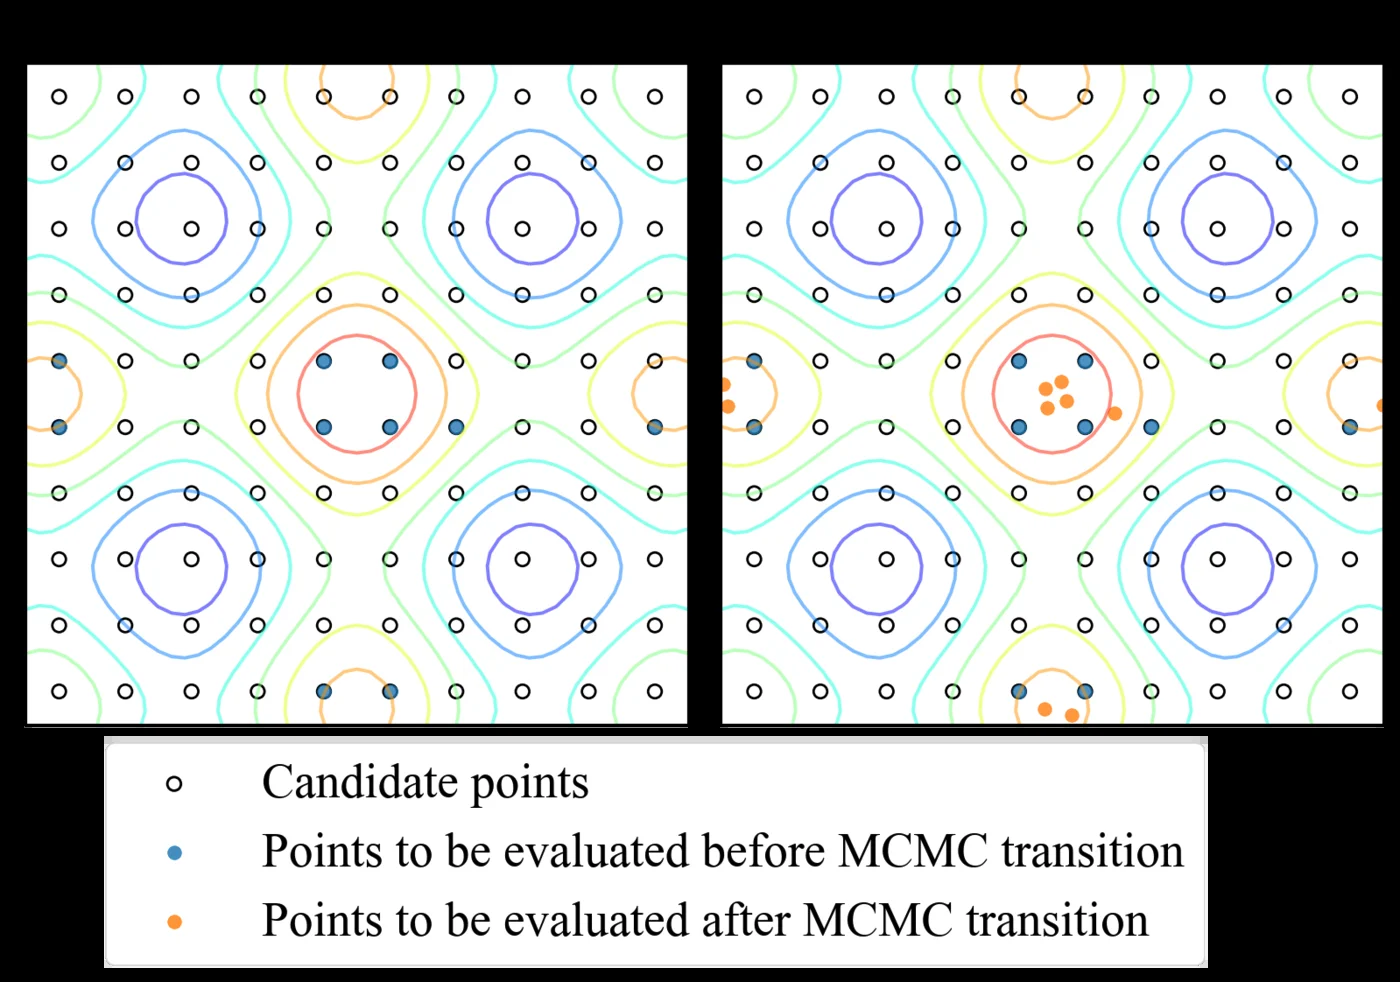 Candidate points
Points to be evaluated before MCMC transition
Points to be evaluated after MCMC transition